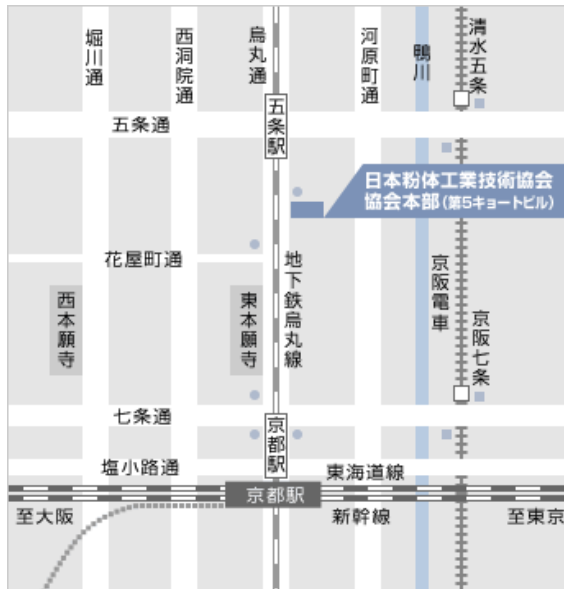 堀川通
西洞院通
烏丸通
河原町通
鴨川
清水五条
五条通
五条駅
日本粉体工業技術協会
協会本部(第5キョートビル)
花屋町通
地下鉄烏丸線
京阪電車
西本願寺
東本願寺
京阪七条
七条通
京都駅
塩小路通
東海道線
京都駅
至大阪
新幹線
至東京